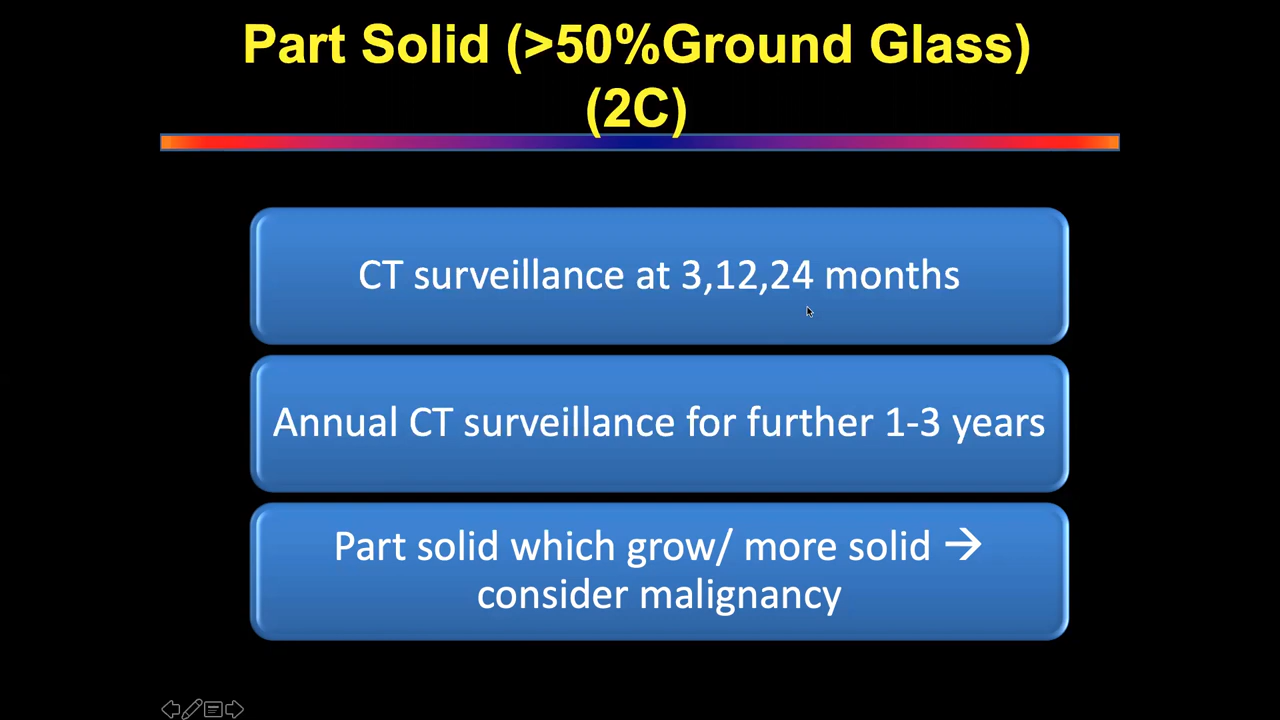 Part Solid (>50%Ground Glass)
(2C)
CT surveillance at 3,12,24 months
Annual CT surveillance for further 1-3 years
Part solid which grow/ more solid →
consider malignancy